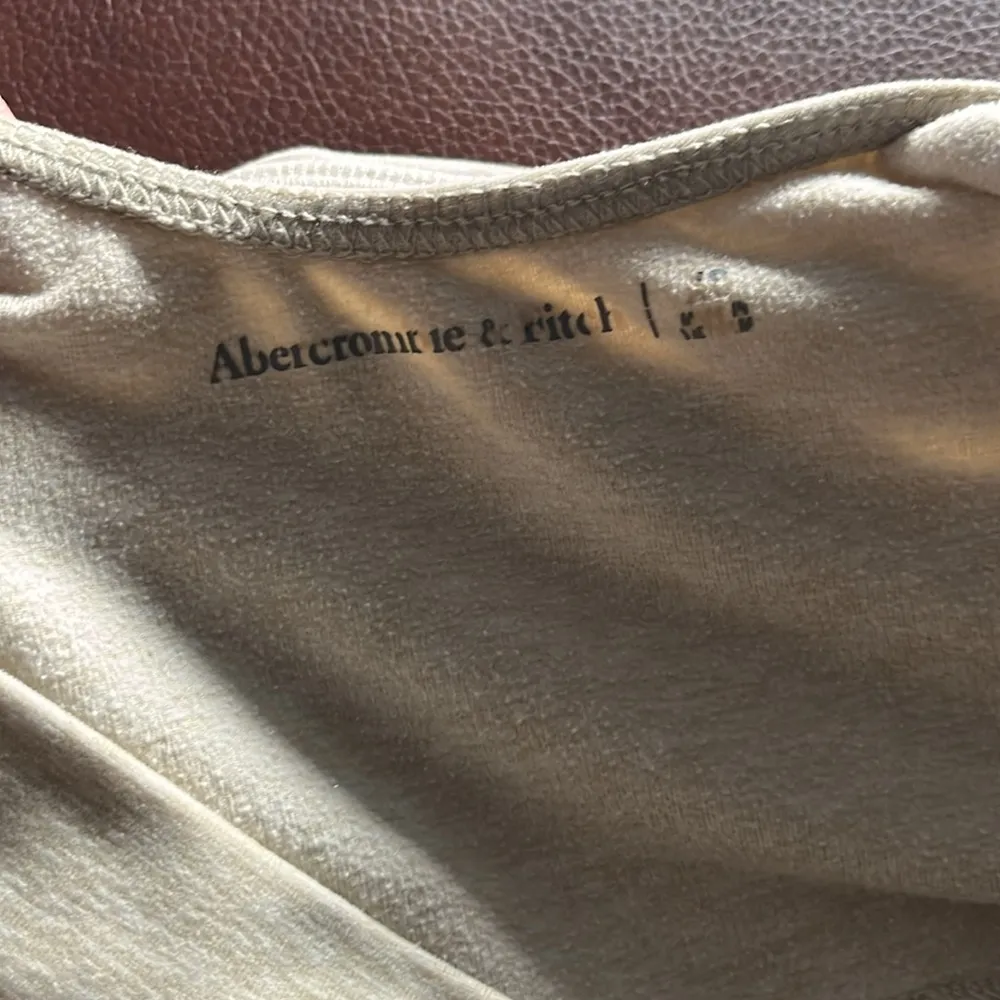 Abercrombie & Fitch |